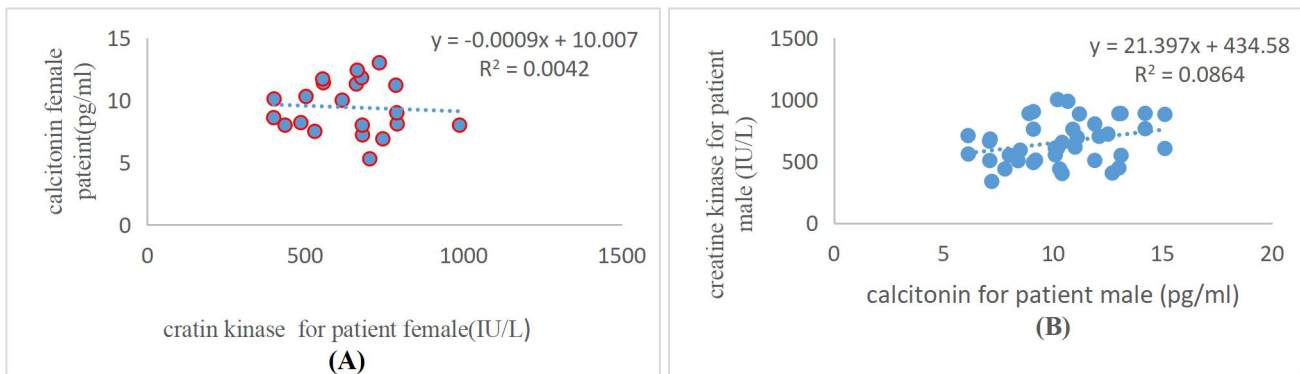 calcitonin female
pateint(pg/ml)
15
10
5
0
y = -0.0009x + 10.007
R² = 0.0042
0 500 1000 1500
cratin kinase for patient female(IU/L)
(A)
creatine kinase for patient
male (IU/L)
1500
1000
500
0
y = 21.397x + 434.58
R² = 0.0864
0 5 10 15 20
calcitonin for patient male (pg/ml)
(B)